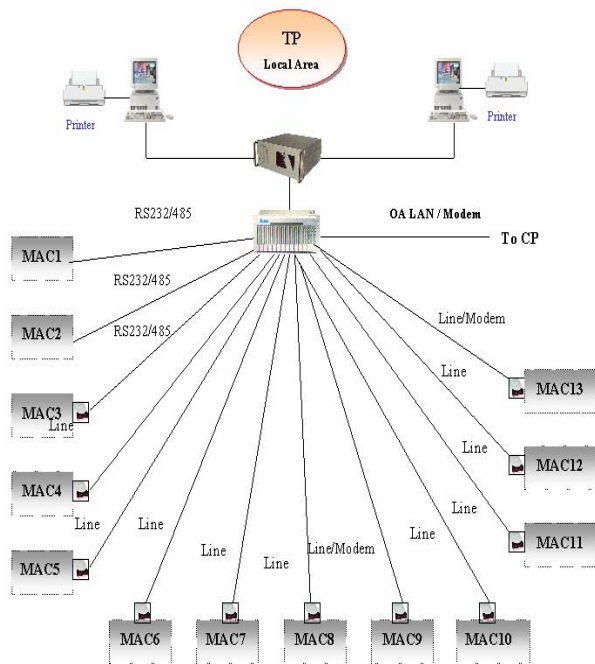 TP
Local Area
Printer
Printer
RS232/485
OA LAN / Modem
To CP
MAC1
RS232/485
MAC2
RS232/485
Line/Modem
Line
MAC3
Line
MAC13
Line
MAC12
MAC4
Line
Line
Line
Line
MAC11
Line
Line
Line/Modem
MAC5
MAC6
MAC7
MAC8
MAC9
MAC10